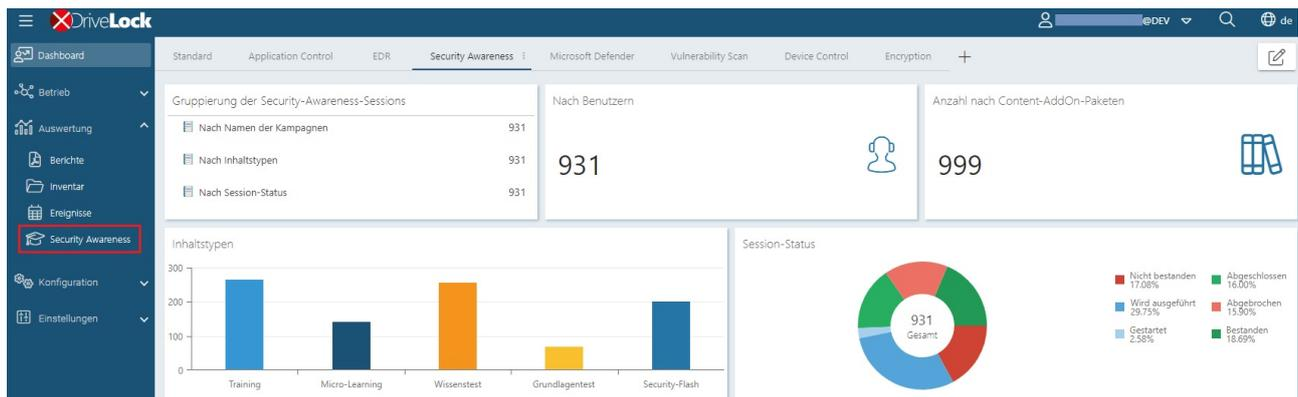 DriveLock
@DEV
de
Dashboard
Standard
Application Control
EDR
Security Awareness
Microsoft Defender
Vulnerability Scan
Device Control
Encryption
Betrieb
Auswertung
Berichte
Inventar
Ereignisse
Security Awareness
Konfiguration
Einstellungen
Gruppierung der Security-Awareness-Sessions
Nach Namen der Kampagnen 931
Nach Inhaltstypen 931
Nach Session-Status 931
Nach Benutzern
931
Anzahl nach Content-AddOn-Paketen
999
Inhaltstypen
300
200
100
0
Training
Micro-Learning
Wissenstest
Grundlagentest
Security-Flash
Session-Status
931
Gesamt
Nicht bestanden
17.08%
Abgeschlossen
16.00%
Wird ausgeführt
29.75%
Abgebrochen
15.90%
Gestartet
2.58%
Bestanden
18.69%